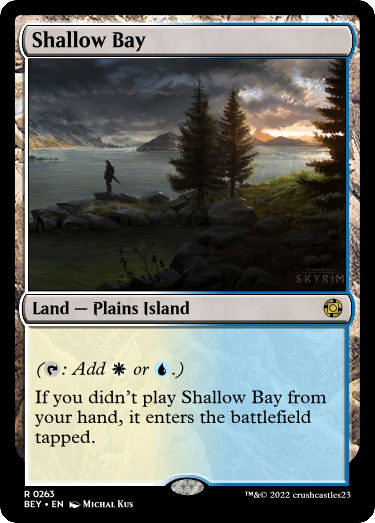 Shallow Bay
SKYRIM
Land — Plains Island
(: Add or .)
If you didn't play Shallow Bay from
your hand, it enters the battlefield
tapped.
R 0263
BEY • EN Michal Kus
™&© 2022 crushcastles23